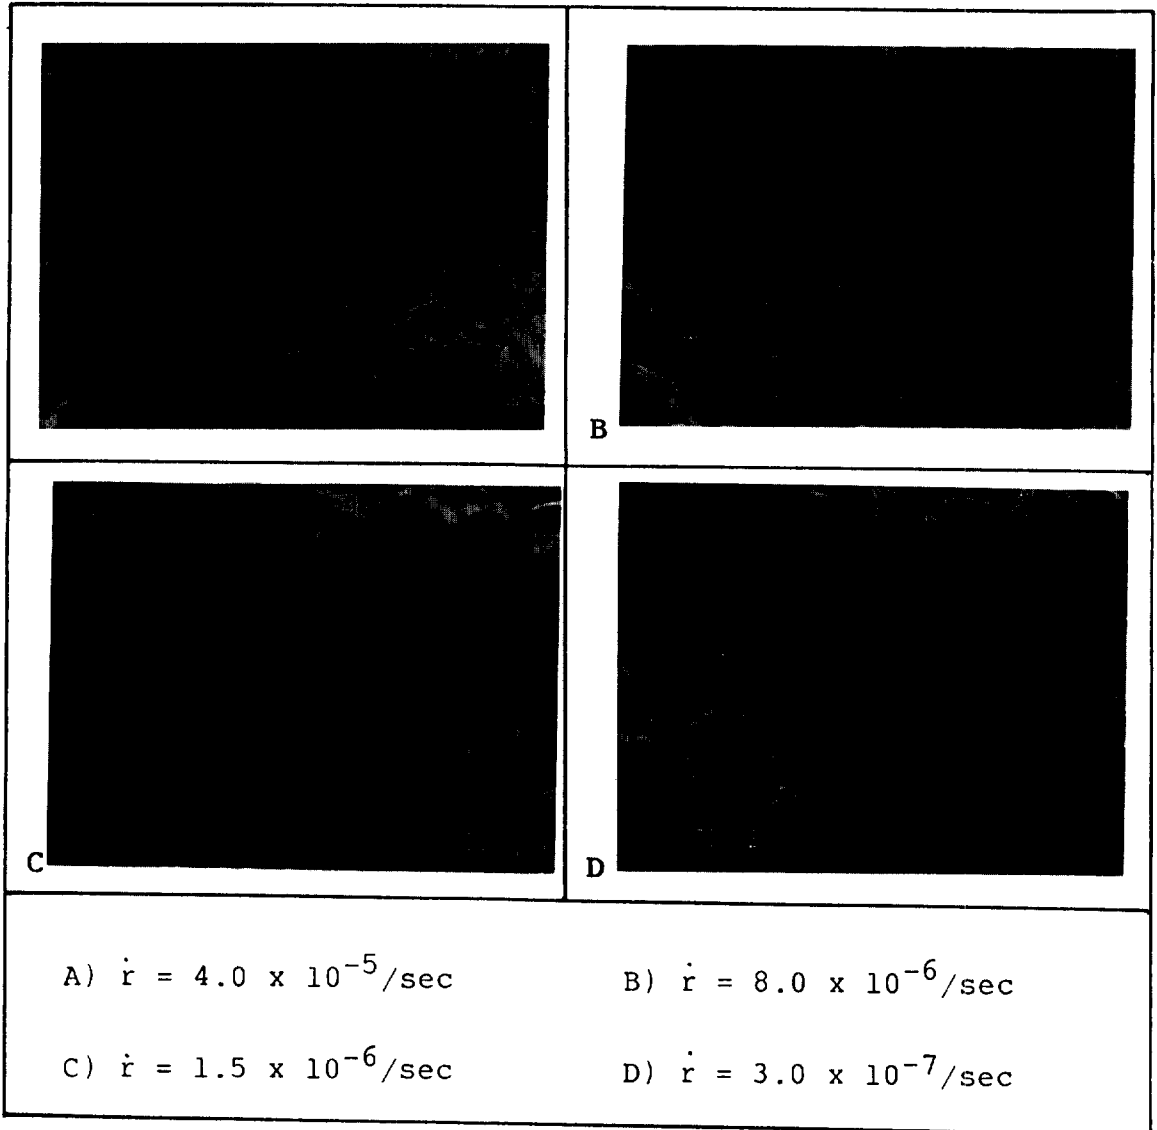 B
C
D
A) ṙ = 4.0 x 10⁻⁵/sec
B) ṙ = 8.0 x 10⁻⁶/sec
C) ṙ = 1.5 x 10⁻⁶/sec
D) ṙ = 3.0 x 10⁻⁷/sec